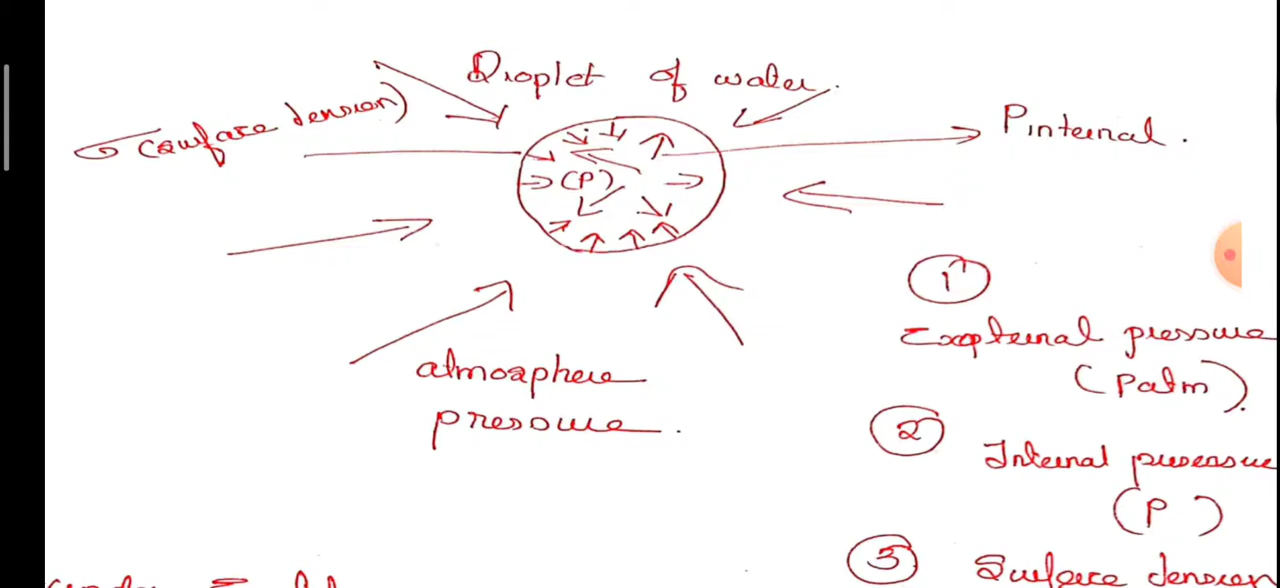 Droplet of water.
σ (surface tension)
Pinternal.
(P)
atmosphere
pressure.
1
External pressure
(Patm).
2
Internal pressure
(P)
3
Surface tension